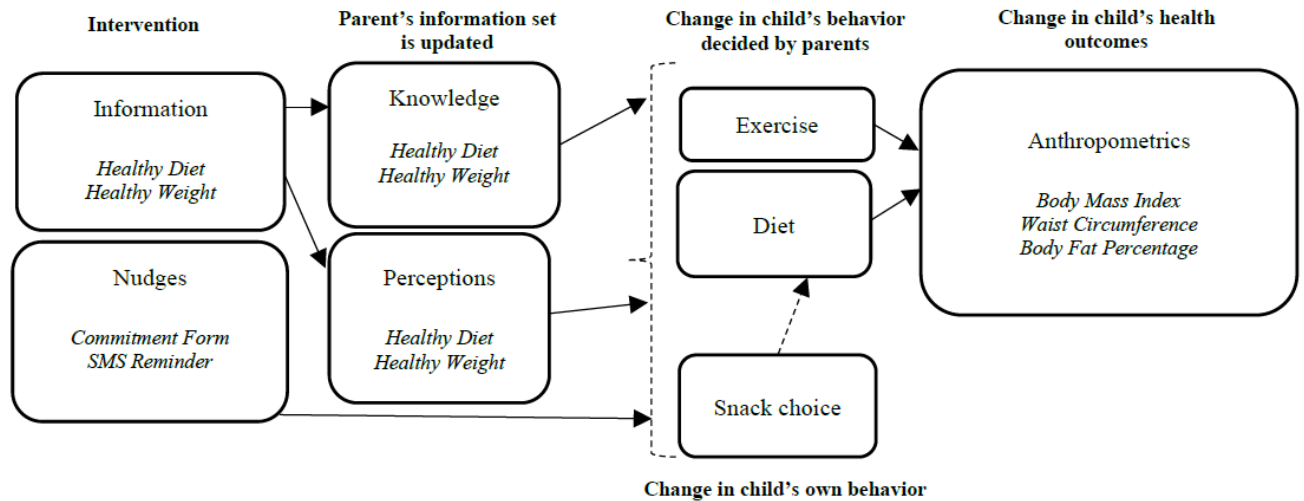 Intervention
Parent's information set
is updated
Change in child's behavior
decided by parents
Change in child's health
outcomes
Information
Healthy Diet
Healthy Weight
Knowledge
Healthy Diet
Healthy Weight
Exercise
Anthropometrics
Body Mass Index
Waist Circumference
Body Fat Percentage
Diet
Nudges
Commitment Form
SMS Reminder
Perceptions
Healthy Diet
Healthy Weight
Snack choice
Change in child's own behavior